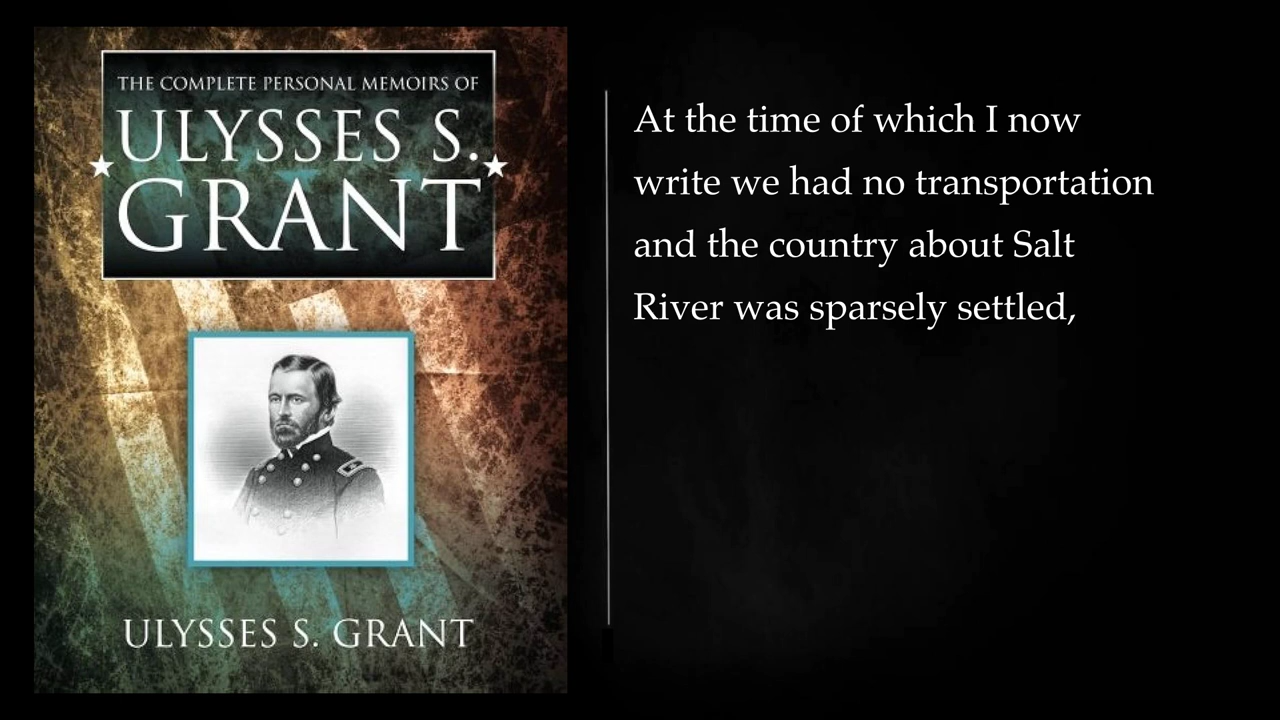 THE COMPLETE PERSONAL MEMOIRS OF
ULYSSES S.
GRANT
ULYSSES S. GRANT
At the time of which I now
write we had no transportation
and the country about Salt
River was sparsely settled,